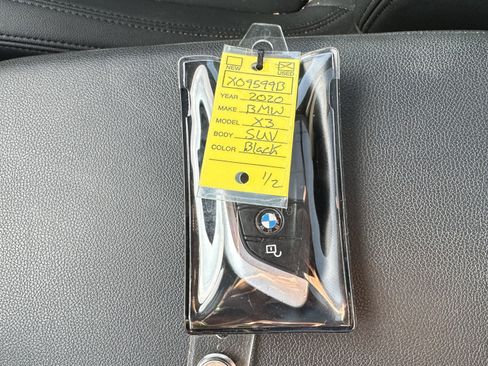 NEW USED
X09599B
YEAR 2020
MAKE BMW
MODEL X3
BODY SUV
COLOR Black
1/2